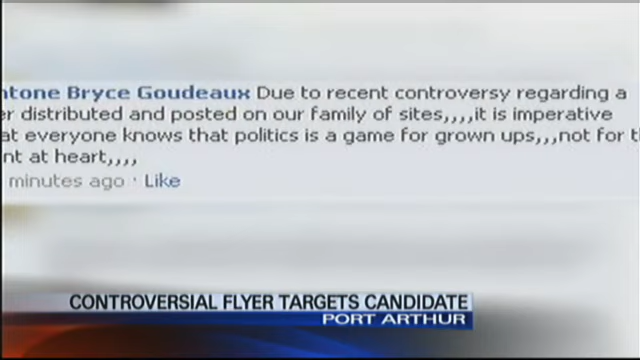 ntone Bryce Goudeaux Due to recent controversy regarding a
er distributed and posted on our family of sites,,,,it is imperative
at everyone knows that politics is a game for grown ups,,,not for th
nt at heart,,,,
minutes ago · Like
CONTROVERSIAL FLYER TARGETS CANDIDATE
PORT ARTHUR